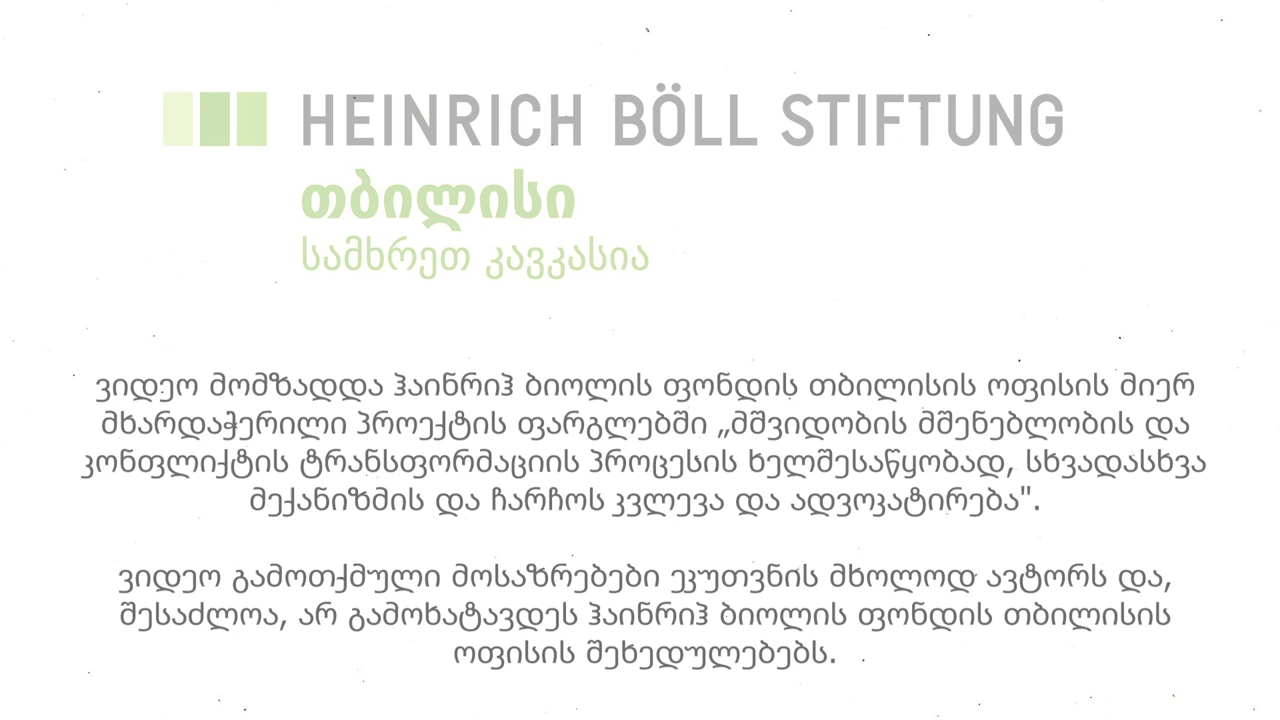 HEINRICH BÖLL STIFTUNG
თბილისი
სამხრეთ კავკასია
ვიდეო მომზადდა ჰაინრიჰ ბიოლის ფონდის თბილისის ოფისის მიერ
მხარდაჭერილი პროექტის ფარგლებში „მშვიდობის მშენებლობის და
კონფლიქტის ტრანსფორმაციის პროცესის ხელშესაწყობად, სხვადასხვა
მექანიზმის და ჩარჩოს კვლევა და ადვოკატირება".
ვიდეო გამოთქმული მოსაზრებები ეკუთვნის მხოლოდ ავტორს და,
შესაძლოა, არ გამოხატავდეს ჰაინრიჰ ბიოლის ფონდის თბილისის
ოფისის შეხედულებებს.